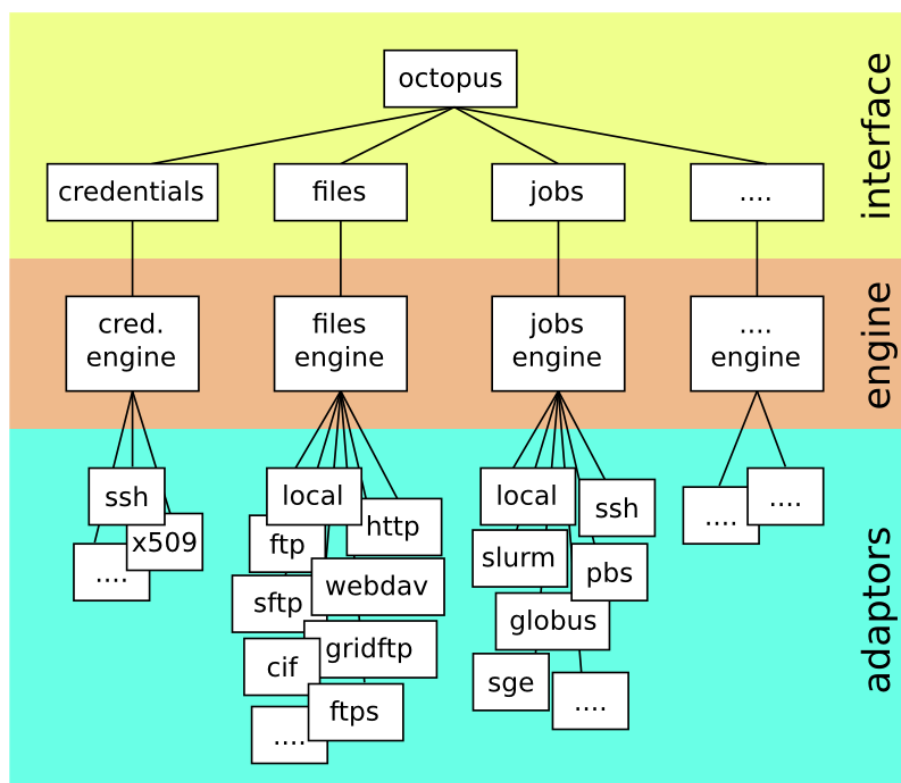 octopus
interface
credentials
files
jobs
....
engine
cred.
engine
files
engine
jobs
engine
....
engine
adaptors
ssh
x509
....
local
http
ftp
webdav
sftp
gridftp
cif
ftps
....
local
ssh
slurm
pbs
globus
sge
....
....
....